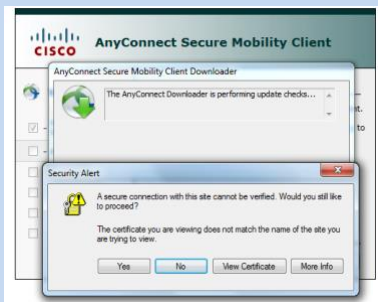 CISCO
AnyConnect Secure Mobility Client
AnyConnect Secure Mobility Client Downloader
The AnyConnect Downloader is performing update checks...
nt.
to
Security Alert
A secure connection with this site cannot be verified. Would you still like
to proceed?
The certificate you are viewing does not match the name of the site you
are trying to view.
Yes
No
View Certificate
More Info